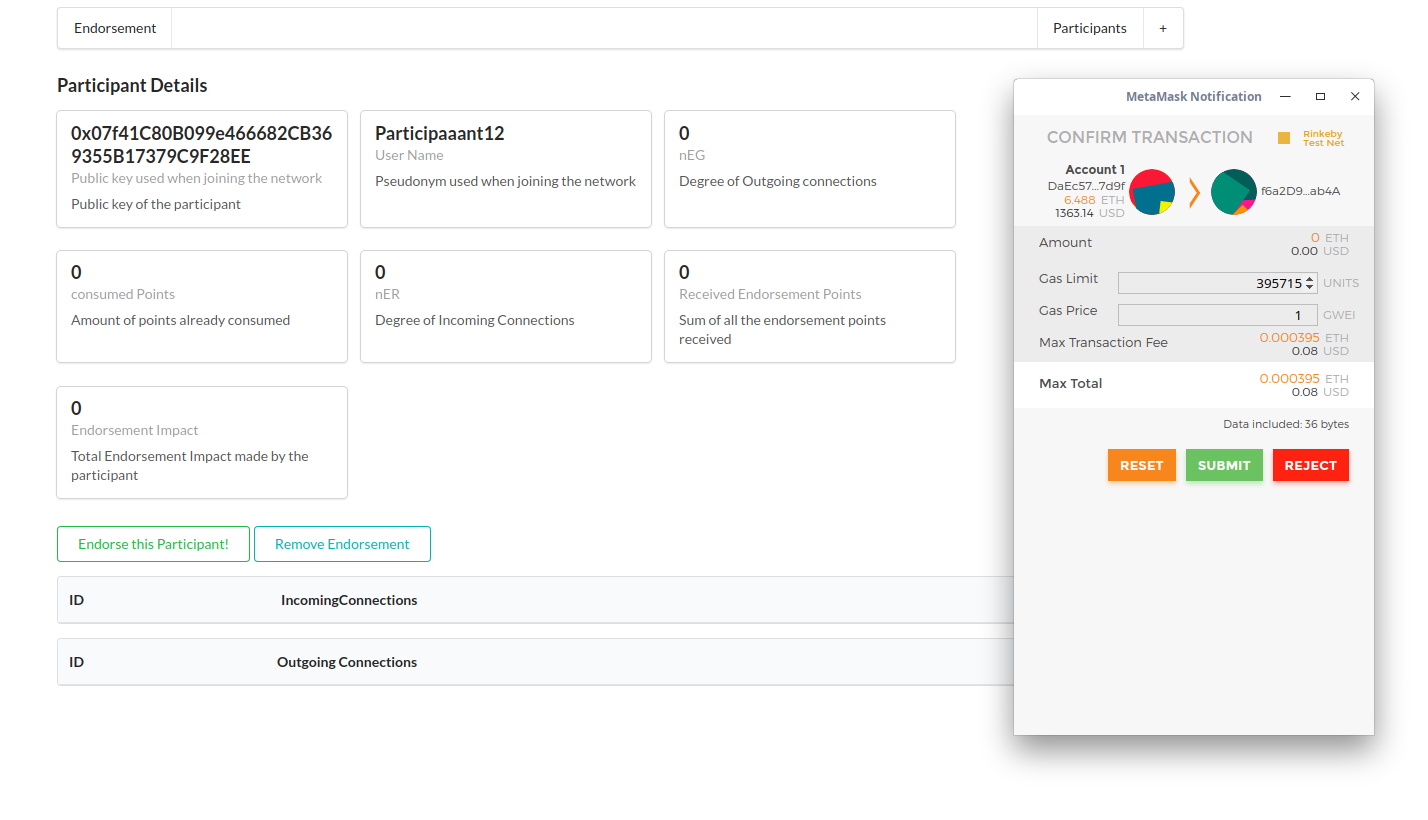 Endorsement
Participants
+
Participant Details
0x07f41C80B099e466682CB36
9355B17379C9F28EE
Public key used when joining the network
Public key of the participant
Participaaant12
User Name
Pseudonym used when joining the network
0
nEG
Degree of Outgoing connections
0
consumed Points
Amount of points already consumed
0
nER
Degree of Incoming Connections
0
Received Endorsement Points
Sum of all the endorsement points
received
0
Endorsement Impact
Total Endorsement Impact made by the
participant
Endorse this Participant!
Remove Endorsement
ID
IncomingConnections
ID
Outgoing Connections
MetaMask Notification
CONFIRM TRANSACTION
Rinkeby
Test Net
Account 1
DaEc57...7d9f
6.488 ETH
1363.14 USD
f6a2D9...ab4A
Amount
0 ETH
0.00 USD
Gas Limit
395715
UNITS
Gas Price
1
GWEI
Max Transaction Fee
0.000395 ETH
0.08 USD
Max Total
0.000395 ETH
0.08 USD
Data included: 36 bytes
RESET
SUBMIT
REJECT